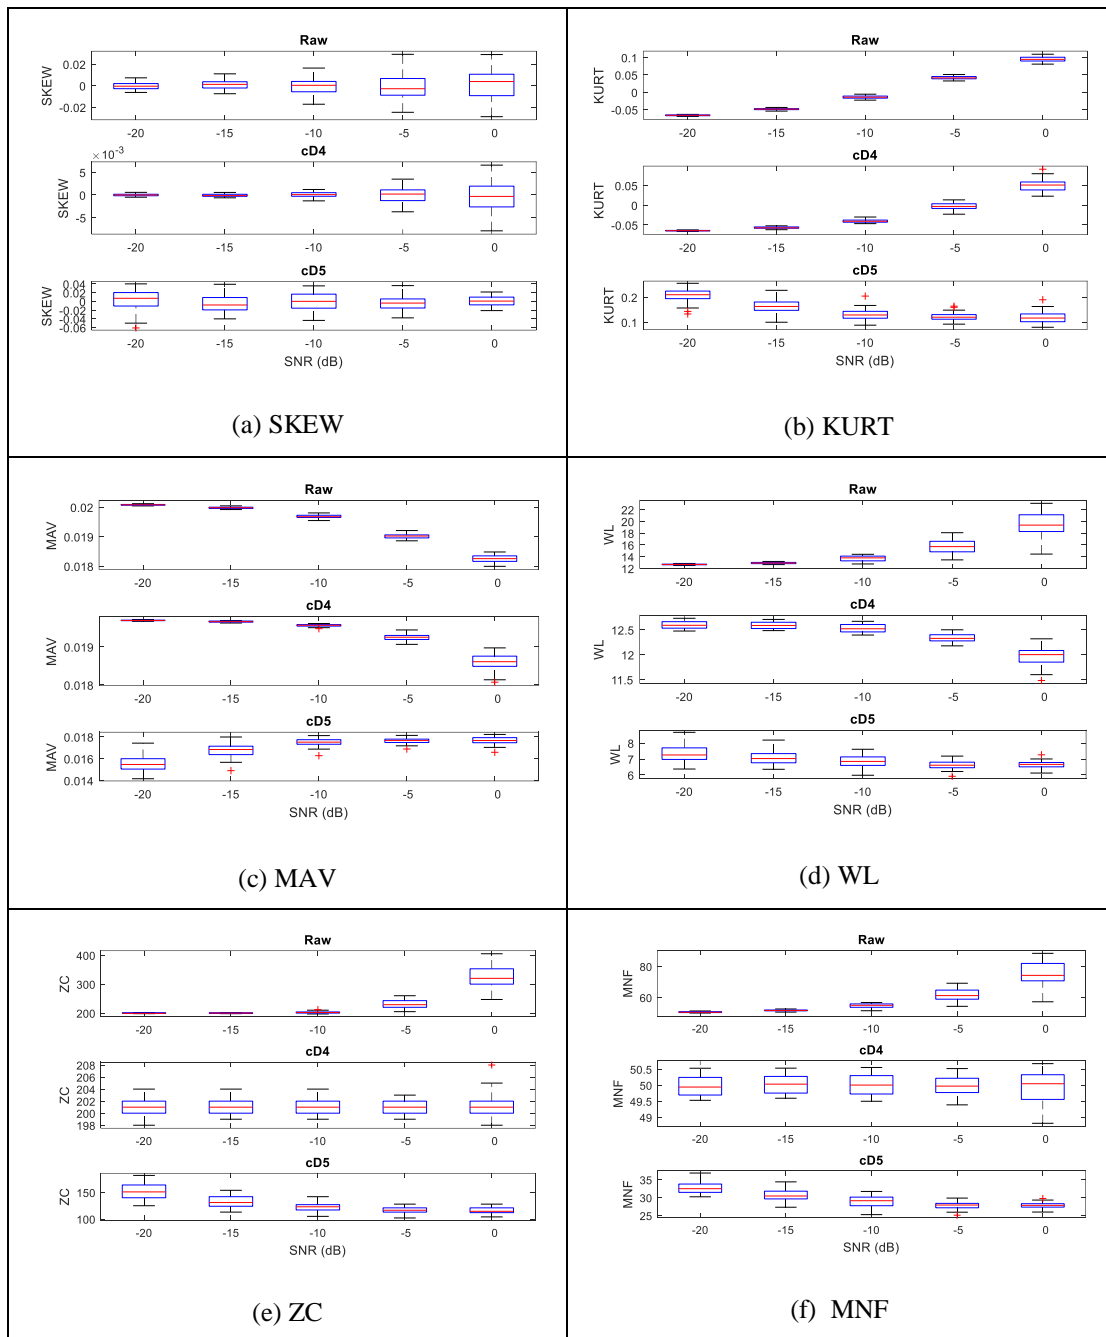 Raw
SKEW
0.02
0
-0.02
-20 -15 -10 -5 0
cD4
×10^-3
SKEW
5
0
-5
-20 -15 -10 -5 0
cD5
SKEW
0.04
0.02
0
-0.02
-0.04
-0.06
-20 -15 -10 -5 0
SNR (dB)
(a) SKEW
Raw
KURT
0.1
0.05
0
-0.05
-20 -15 -10 -5 0
cD4
KURT
0.05
0
-0.05
-20 -15 -10 -5 0
cD5
KURT
0.2
0.1
-20 -15 -10 -5 0
SNR (dB)
(b) KURT
Raw
MAV
0.02
0.019
0.018
-20 -15 -10 -5 0
cD4
MAV
0.019
0.018
-20 -15 -10 -5 0
cD5
MAV
0.018
0.016
0.014
-20 -15 -10 -5 0
SNR (dB)
(c) MAV
Raw
WL
22
20
18
16
14
12
-20 -15 -10 -5 0
cD4
WL
12.5
12
11.5
-20 -15 -10 -5 0
cD5
WL
8
7
6
-20 -15 -10 -5 0
SNR (dB)
(d) WL
Raw
ZC
400
300
200
-20 -15 -10 -5 0
cD4
ZC
208
206
204
202
200
198
-20 -15 -10 -5 0
cD5
ZC
150
100
-20 -15 -10 -5 0
SNR (dB)
(e) ZC
Raw
MNF
80
60
-20 -15 -10 -5 0
cD4
MNF
50.5
50
49.5
49
-20 -15 -10 -5 0
cD5
MNF
35
30
25
-20 -15 -10 -5 0
SNR (dB)
(f) MNF